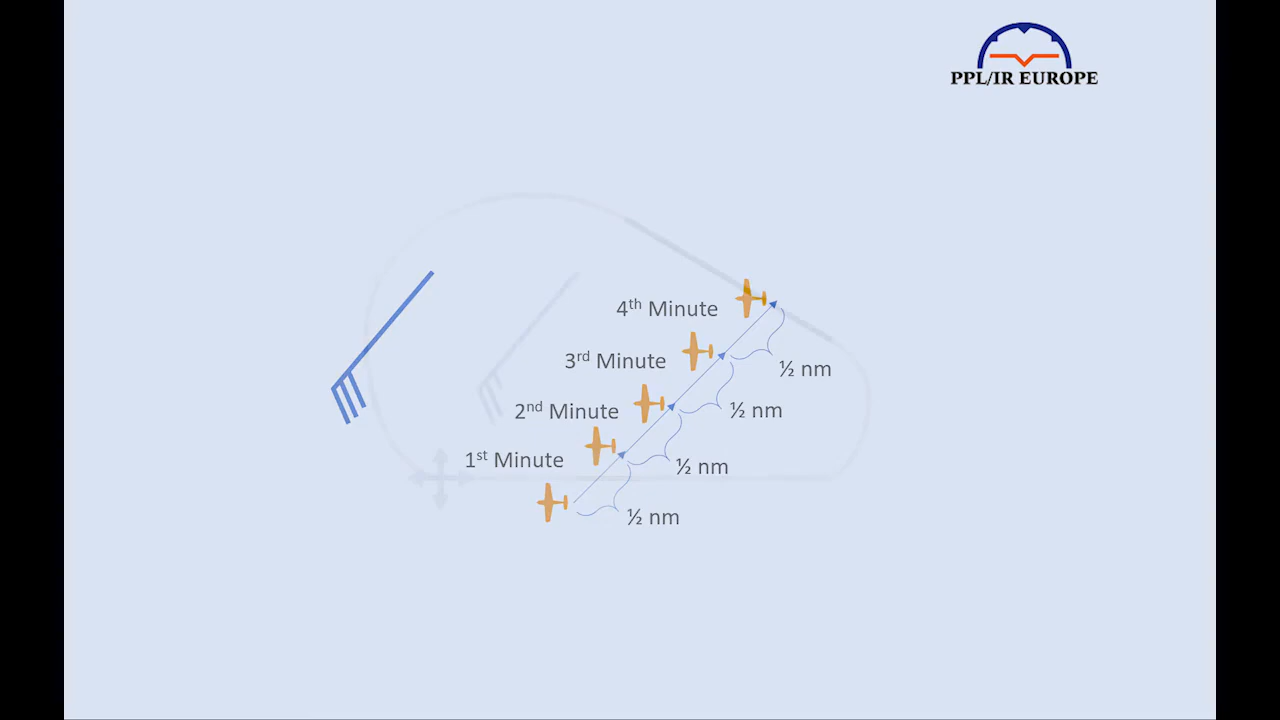 PPL/IR EUROPE
4th Minute
3rd Minute
½ nm
2nd Minute
½ nm
1st Minute
½ nm
½ nm